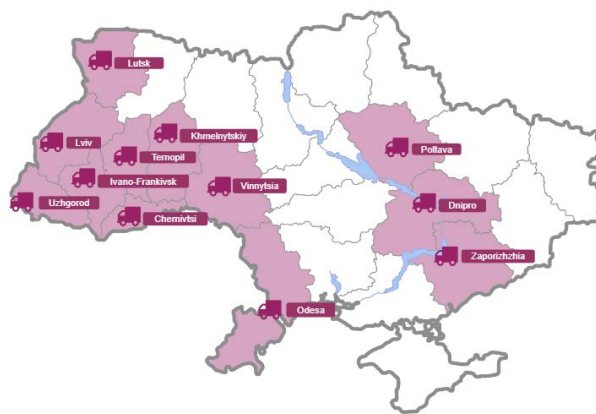 Lutsk
Khmelnytskiy
Lviv
Ternopil
Poltava
Ivano-Frankivsk
Vinnytsia
Uzhgorod
Dnipro
Chernivtsi
Zaporizhzhia
Odesa